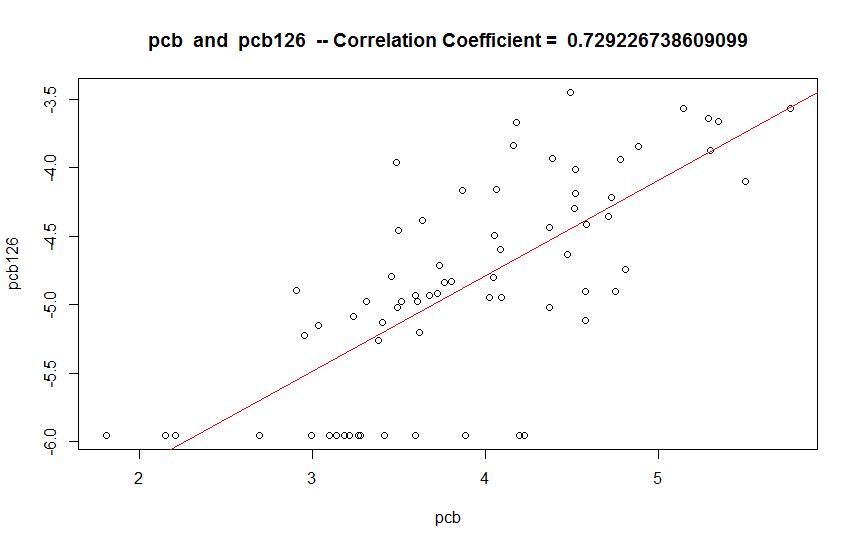 pcb and pcb126 -- Correlation Coefficient = 0.729226738609099
-3.5
-4.0
-4.5
-5.0
-5.5
-6.0
pcb126
2 3 4 5
pcb